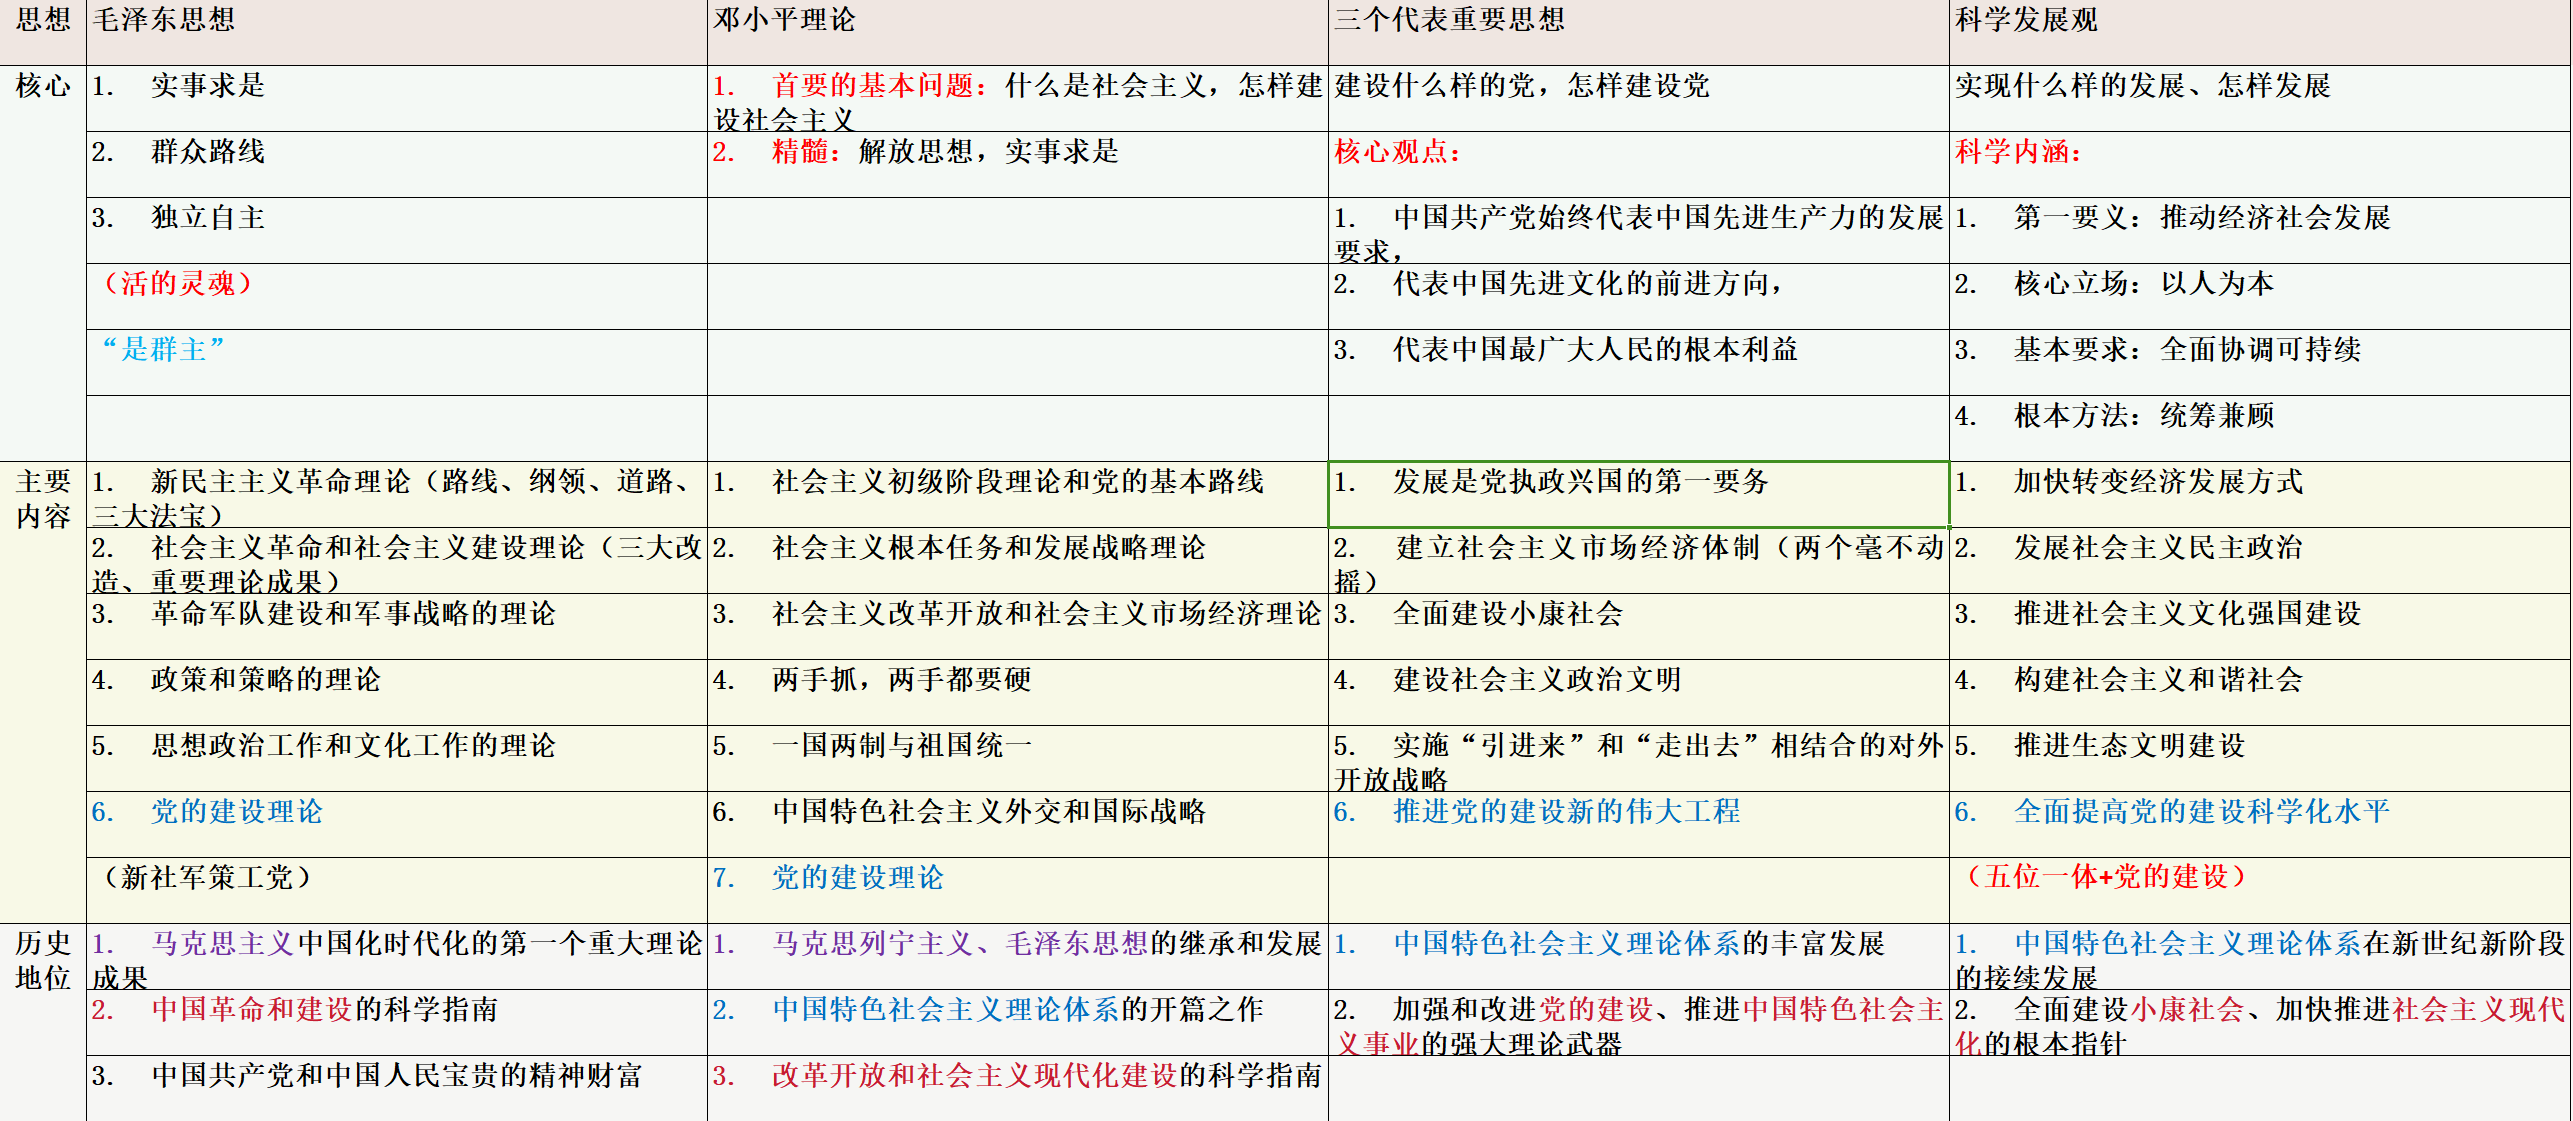 思想 毛泽东思想 邓小平理论 三个代表重要思想 科学发展观
核心 1. 实事求是 1. 首要的基本问题：什么是社会主义，怎样建 建设什么样的党，怎样建设党 实现什么样的发展、怎样发展
设社会主义
2. 群众路线 2. 精髓：解放思想，实事求是 核心观点： 科学内涵：
3. 独立自主 1. 中国共产党始终代表中国先进生产力的发展 1. 第一要义：推动经济社会发展
要求，
（活的灵魂） 2. 代表中国先进文化的前进方向， 2. 核心立场：以人为本
“是群主” 3. 代表中国最广大人民的根本利益 3. 基本要求：全面协调可持续
4. 根本方法：统筹兼顾
主要 1. 新民主主义革命理论（路线、纲领、道路、 1. 社会主义初级阶段理论和党的基本路线 1. 发展是党执政兴国的第一要务 1. 加快转变经济发展方式
内容 三大法宝）
2. 社会主义革命和社会主义建设理论（三大改 2. 社会主义根本任务和发展战略理论 2. 建立社会主义市场经济体制（两个毫不动 2. 发展社会主义民主政治
造、重要理论成果） 摇）
3. 革命军队建设和军事战略的理论 3. 社会主义改革开放和社会主义市场经济理论 3. 全面建设小康社会 3. 推进社会主义文化强国建设
4. 政策和策略的理论 4. 两手抓，两手都要硬 4. 建设社会主义政治文明 4. 构建社会主义和谐社会
5. 思想政治工作和文化工作的理论 5. 一国两制与祖国统一 5. 实施“引进来”和“走出去”相结合的对外 5. 推进生态文明建设
开放战略
6. 党的建设理论 6. 中国特色社会主义外交和国际战略 6. 推进党的建设新的伟大工程 6. 全面提高党的建设科学化水平
（新社军策工党） 7. 党的建设理论 （五位一体+党的建设）
历史 1. 马克思主义中国化时代化的第一个重大理论 1. 马克思列宁主义、毛泽东思想的继承和发展 1. 中国特色社会主义理论体系的丰富发展 1. 中国特色社会主义理论体系在新世纪新阶段
地位 成果 的接续发展
2. 中国革命和建设的科学指南 2. 中国特色社会主义理论体系的开篇之作 2. 加强和改进党的建设、推进中国特色社会主 2. 全面建设小康社会、加快推进社会主义现代
义事业的强大理论武器 化的根本指针
3. 中国共产党和中国人民宝贵的精神财富 3. 改革开放和社会主义现代化建设的科学指南